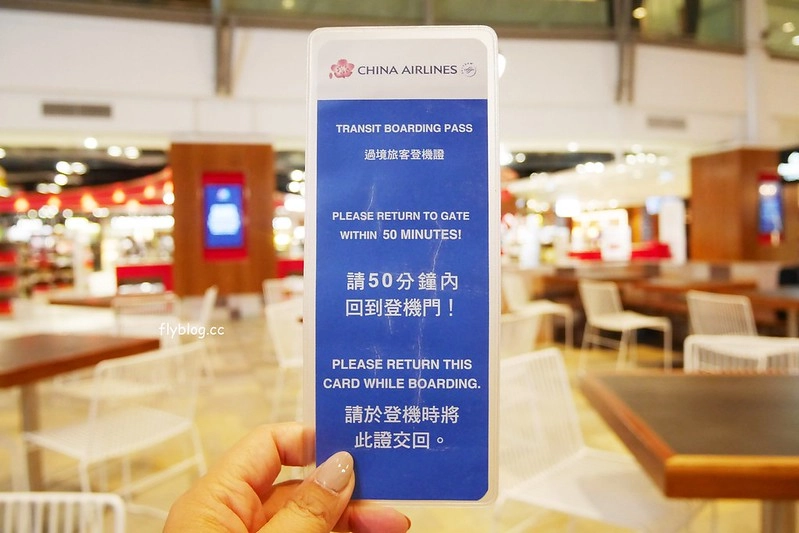 CHINA AIRLINES
TRANSIT BOARDING PASS
過境旅客登機證
PLEASE RETURN TO GATE
WITHIN 50 MINUTES!
請50分鐘內
回到登機門！
PLEASE RETURN THIS
CARD WHILE BOARDING.
請於登機時將
此證交回。
flyblog.cc